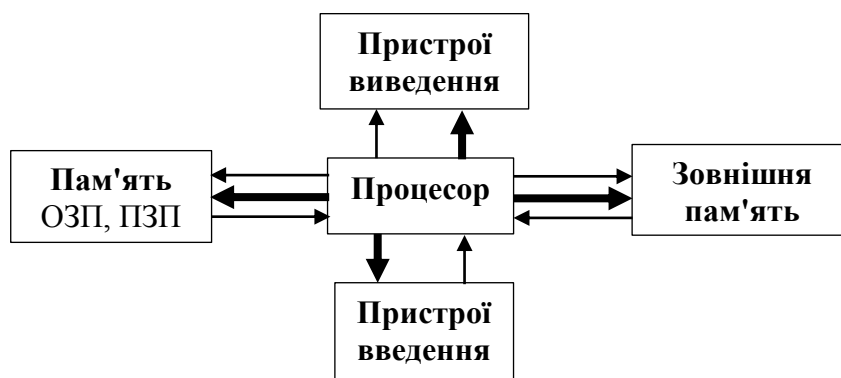 Пристрої
виведення
Пам'ять
ОЗП, ПЗП
Процесор
Зовнішня
пам'ять
Пристрої
введення